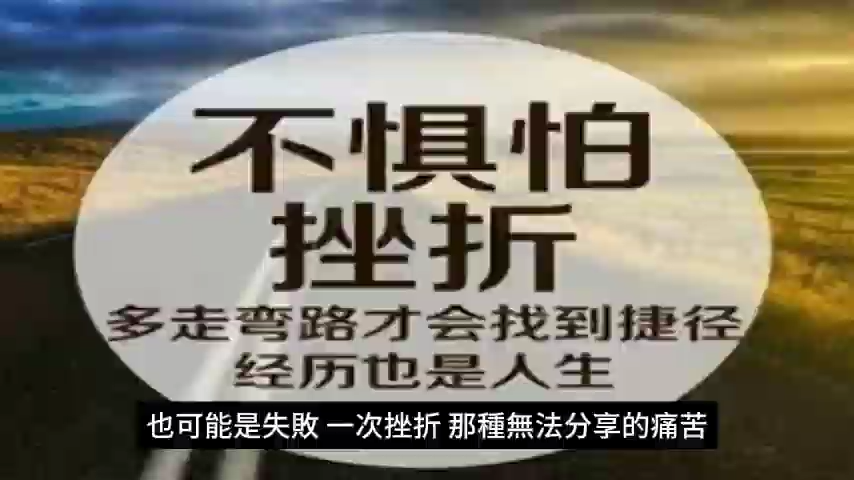 不惧怕
挫折
多走弯路才会找到捷径
经历也是人生
也可能是失敗 一次挫折 那種無法分享的痛苦